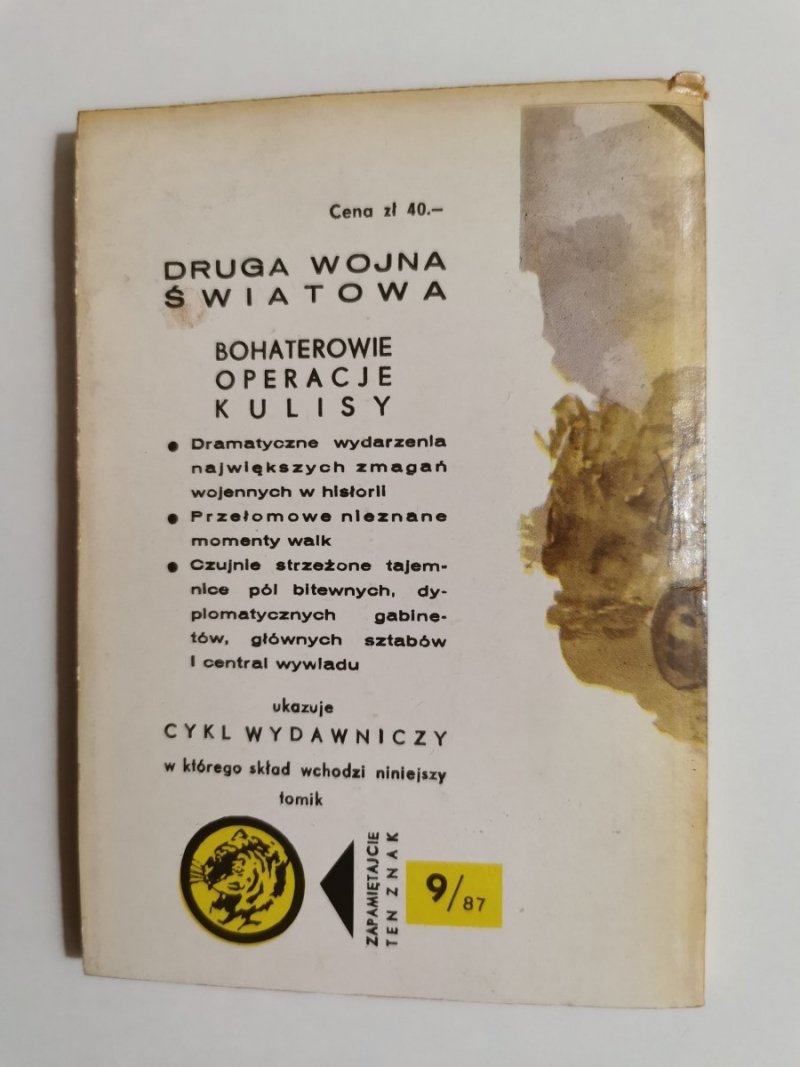 Cena zł 40.—
DRUGA WOJNA
ŚWIATOWA
BOHATEROWIE
OPERACJE
KULISY
● Dramatyczne wydarzenia
największych zmagań
wojennych w historii
● Przełomowe nieznane
momenty walk
● Czujnie strzeżone tajem-
nice pól bitewnych, dy-
plomatycznych gabine-
tów, głównych sztabów
i central wywiadu
ukazuje
CYKL WYDAWNICZY
w którego skład wchodzi niniejszy
tomik
ZAPAMIĘTAJCIE
TEN ZNAK
9/87